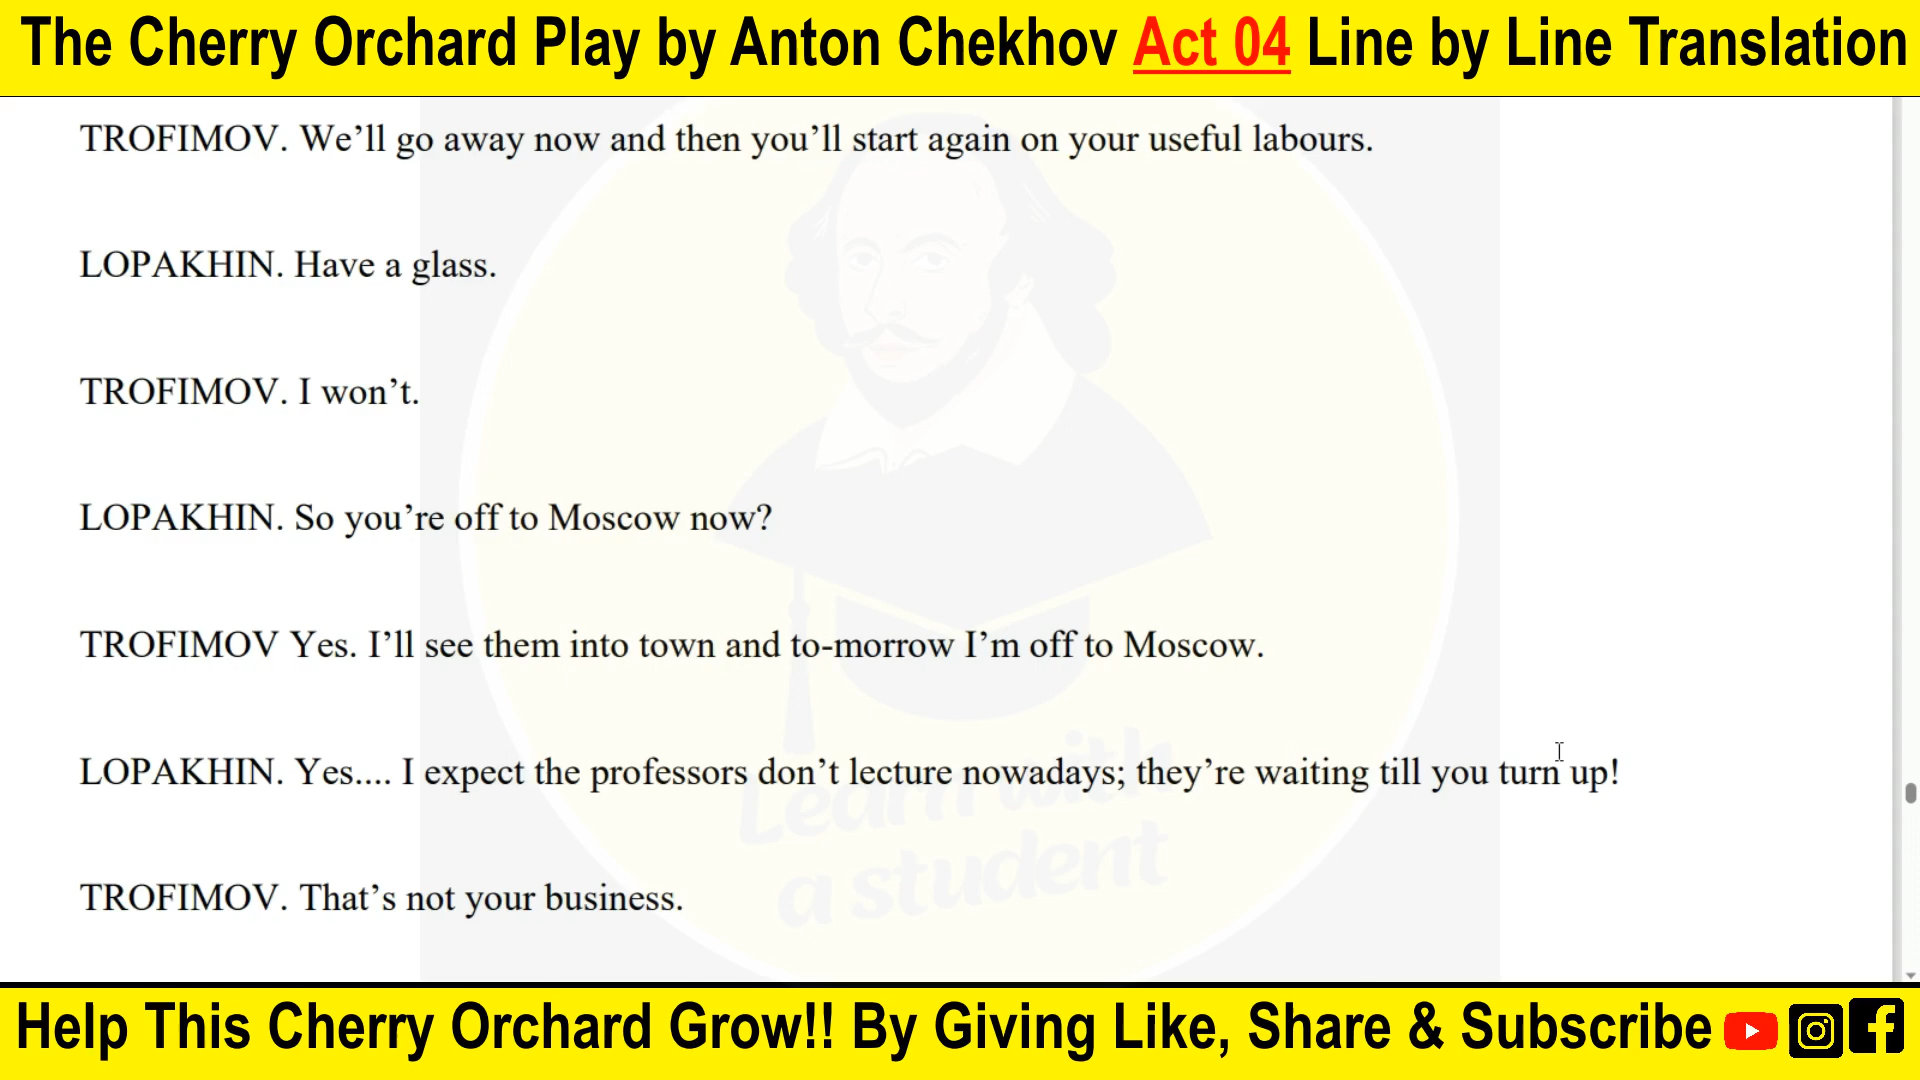 The Cherry Orchard Play by Anton Chekhov Act 04 Line by Line Translation
TROFIMOV. We’ll go away now and then you’ll start again on your useful labours.
LOPAKHIN. Have a glass.
TROFIMOV. I won’t.
LOPAKHIN. So you’re off to Moscow now?
TROFIMOV Yes. I’ll see them into town and to-morrow I’m off to Moscow.
LOPAKHIN. Yes.... I expect the professors don’t lecture nowadays; they’re waiting till you turn up!
Learn with
a student
TROFIMOV. That’s not your business.
Help This Cherry Orchard Grow!! By Giving Like, Share & Subscribe